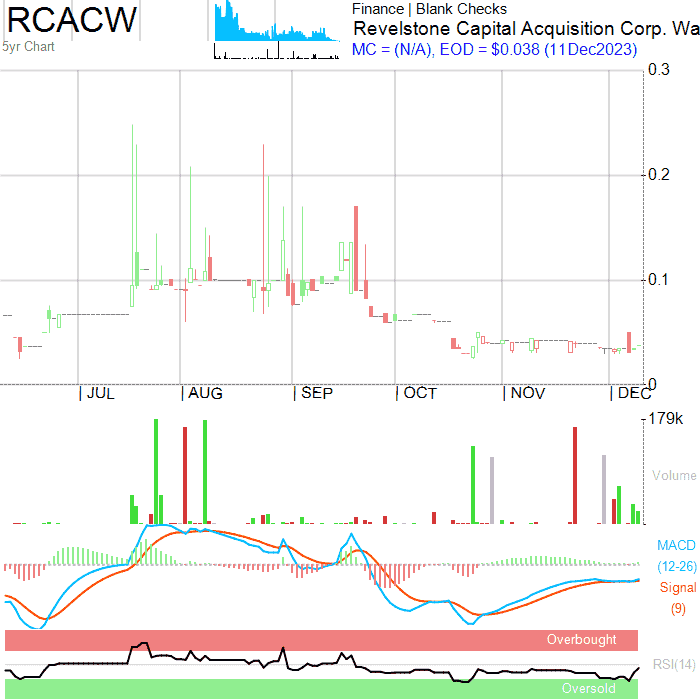 RCACW
5yr Chart
Finance | Blank Checks
Revelstone Capital Acquisition Corp. Wa
MC = (N/A), EOD = $0.038 (11Dec2023)
0.3
0.2
0.1
0
| JUL | AUG | SEP | OCT | NOV | DEC
179k
Volume
MACD
(12-26)
Signal
(9)
Overbought
RSI(14)
Oversold